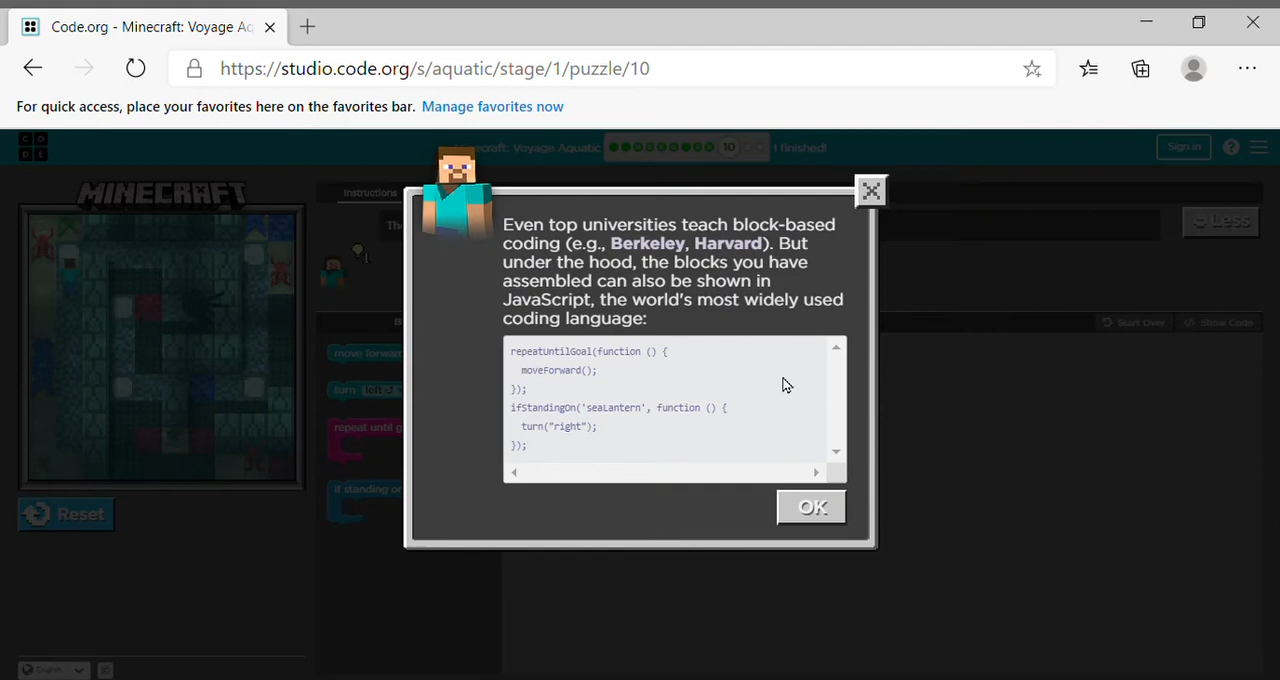 Code.org - Minecraft: Voyage Aq
https://studio.code.org/s/aquatic/stage/1/puzzle/10
For quick access, place your favorites here on the favorites bar. Manage favorites now
CODE
craft: Voyage Aquatic 10 I finished!
Sign in
MINECRAFT
Instructions
Less
Even top universities teach block-based
coding (e.g., Berkeley, Harvard). But
under the hood, the blocks you have
assembled can also be shown in
JavaScript, the world's most widely used
coding language:
Start Over
Show Code
move forward
turn left
repeat until g
if standing on
repeatUntilGoal(function () {
moveForward();
});
ifStandingOn('seaLantern', function () {
turn("right");
});
OK
Reset
English